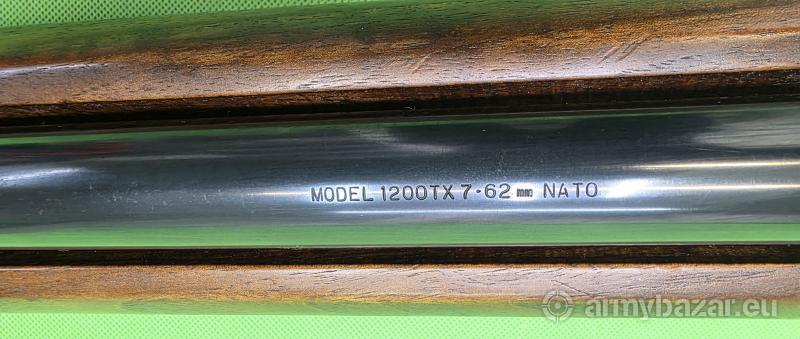 MODEL 1200TX 7·62 mm NATO
armybazar.eu